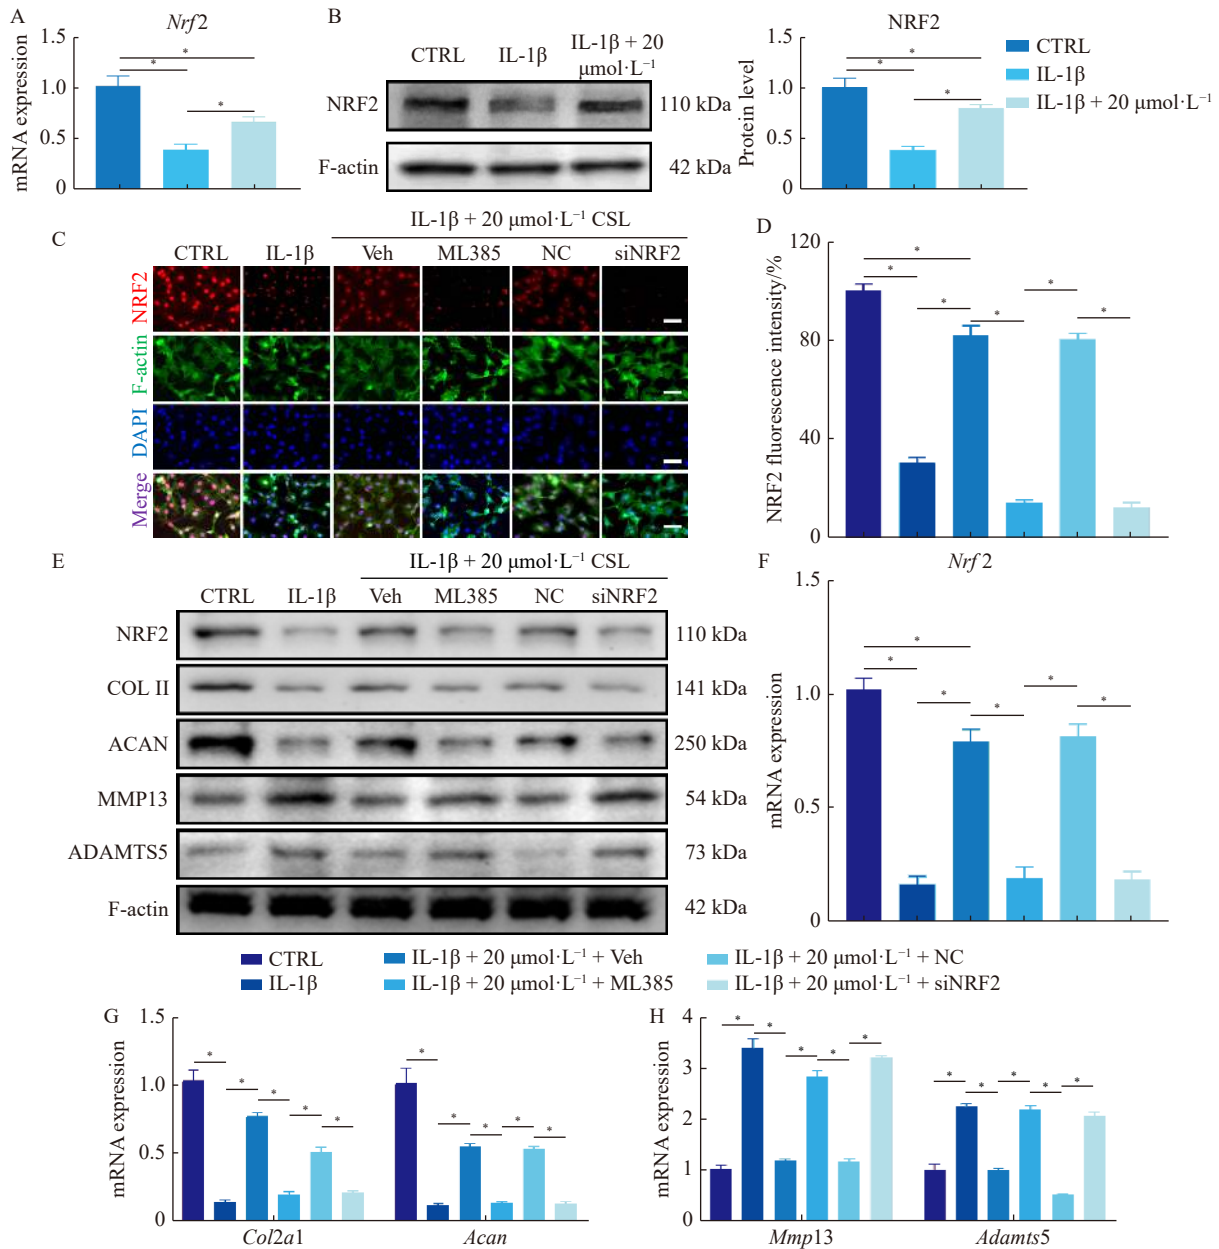 A
Nrf2
mRNA expression
1.5
1.0
0.5
0
*
*
*
B
CTRL
IL-1β
IL-1β + 20
μmol·L⁻¹
NRF2
110 kDa
F-actin
42 kDa
NRF2
Protein level
1.5
1.0
0.5
0
*
*
*
CTRL
IL-1β
IL-1β + 20 μmol·L⁻¹
C
IL-1β + 20 μmol·L⁻¹ CSL
CTRL
IL-1β
Veh
ML385
NC
siNRF2
NRF2
F-actin
DAPI
Merge
D
NRF2 fluorescence intensity/%
120
80
40
0
*
*
*
*
*
*
E
IL-1β + 20 μmol·L⁻¹ CSL
CTRL
IL-1β
Veh
ML385
NC
siNRF2
NRF2
110 kDa
COL II
141 kDa
ACAN
250 kDa
MMP13
54 kDa
ADAMTS5
73 kDa
F-actin
42 kDa
F
Nrf 2
mRNA expression
1.5
1.0
0.5
0
*
*
*
*
*
*
CTRL
IL-1β
IL-1β + 20 μmol·L⁻¹ + Veh
IL-1β + 20 μmol·L⁻¹ + ML385
IL-1β + 20 μmol·L⁻¹ + NC
IL-1β + 20 μmol·L⁻¹ + siNRF2
G
mRNA expression
1.5
1.0
0.5
0
*
*
*
*
*
*
*
*
*
*
Col2a1
Acan
H
mRNA expression
4
3
2
1
0
*
*
*
*
*
*
*
*
*
*
Mmp13
Adamts5